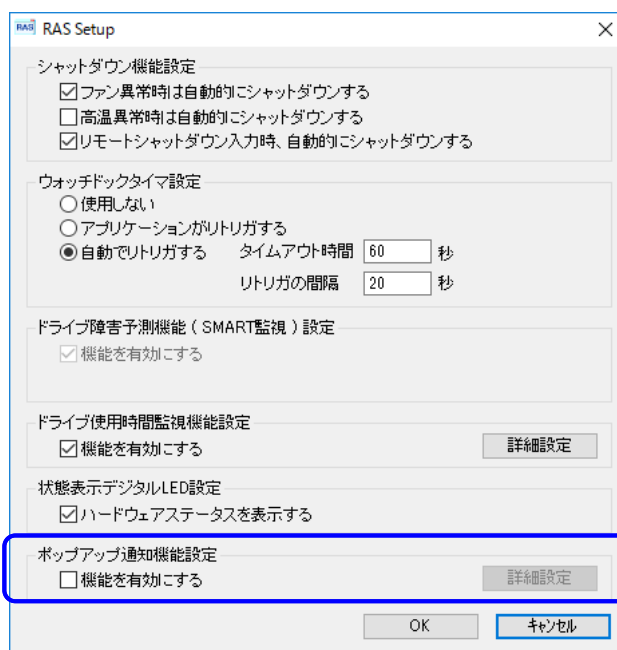 RAS RAS Setup
シャットダウン機能設定
ファン異常時は自動的にシャットダウンする
高温異常時は自動的にシャットダウンする
リモートシャットダウン入力時、自動的にシャットダウンする
ウォッチドックタイマ設定
使用しない
アプリケーションがリトリガする
自動でリトリガする タイムアウト時間 60 秒
リトリガの間隔 20 秒
ドライブ障害予測機能 ( SMART監視 ) 設定
機能を有効にする
ドライブ使用時間監視機能設定
機能を有効にする 詳細設定
状態表示デジタルLED設定
ハードウェアステータスを表示する
ポップアップ通知機能設定
機能を有効にする 詳細設定
OK キャンセル